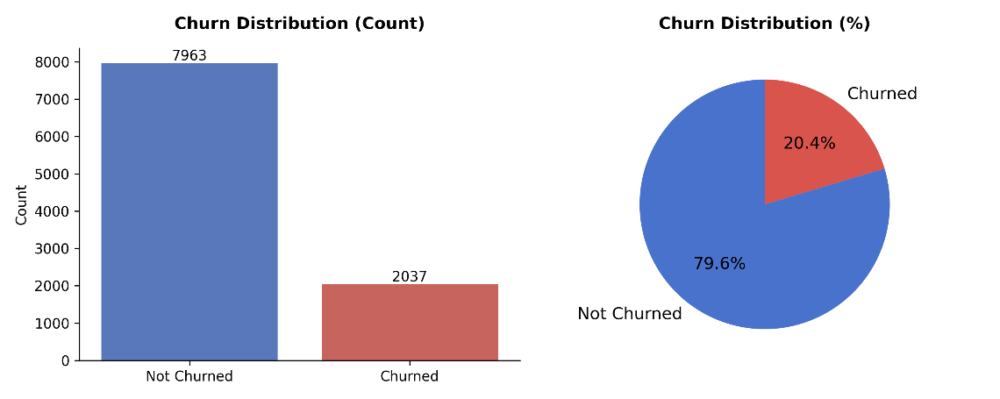 Churn Distribution (Count)
7963
8000
7000
6000
5000
4000
3000
2000
1000
0
Count
2037
Not Churned
Churned
Churn Distribution (%)
Churned
20.4%
79.6%
Not Churned